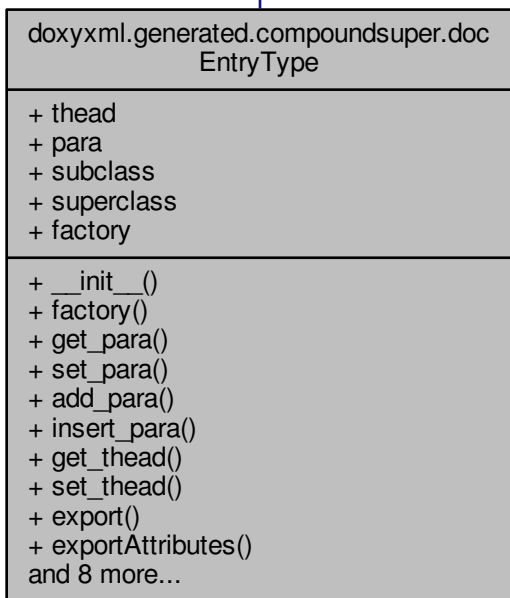 doxyxml.generated.compoundsuper.doc
EntryType
+ thead
+ para
+ subclass
+ superclass
+ factory
+ __init__()
+ factory()
+ get_para()
+ set_para()
+ add_para()
+ insert_para()
+ get_thead()
+ set_thead()
+ export()
+ exportAttributes()
and 8 more...